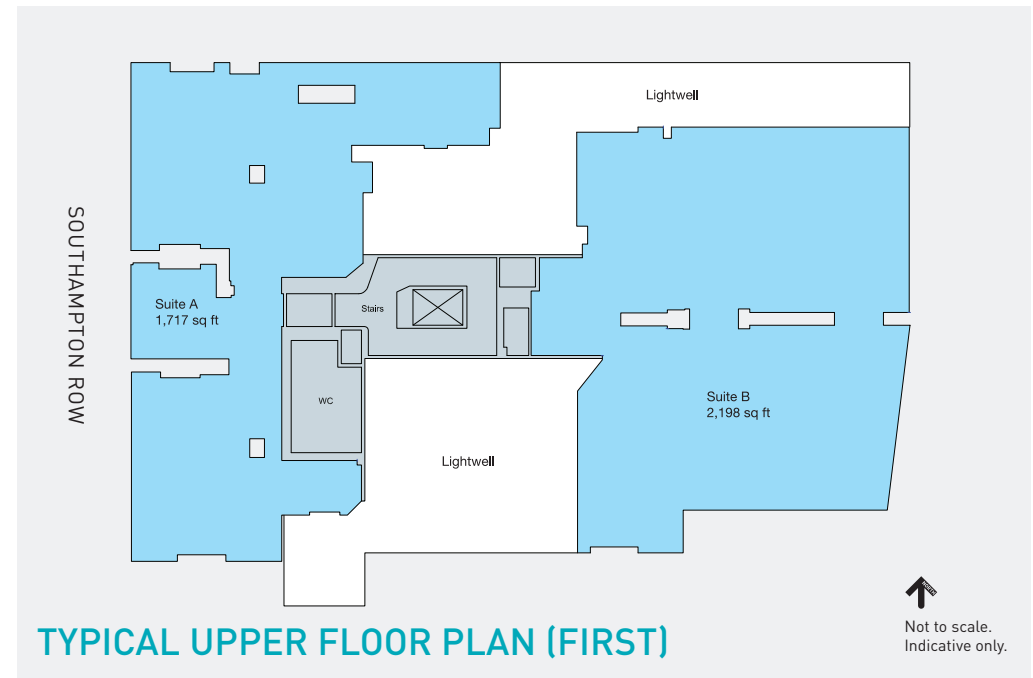 Lightwell
SOUTHAMPTON ROW
Suite A
1,717 sq ft
Stairs
WC
Suite B
2,198 sq ft
Lightwell
NORTH
TYPICAL UPPER FLOOR PLAN (FIRST)
Not to scale.
Indicative only.